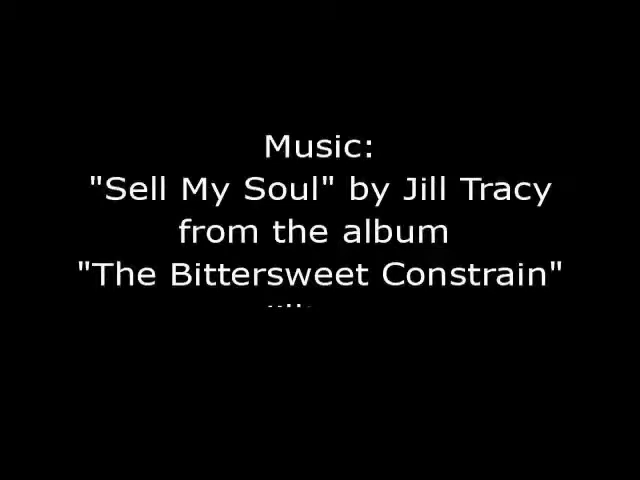 Music:
"Sell My Soul" by Jill Tracy
from the album
"The Bittersweet Constrain"